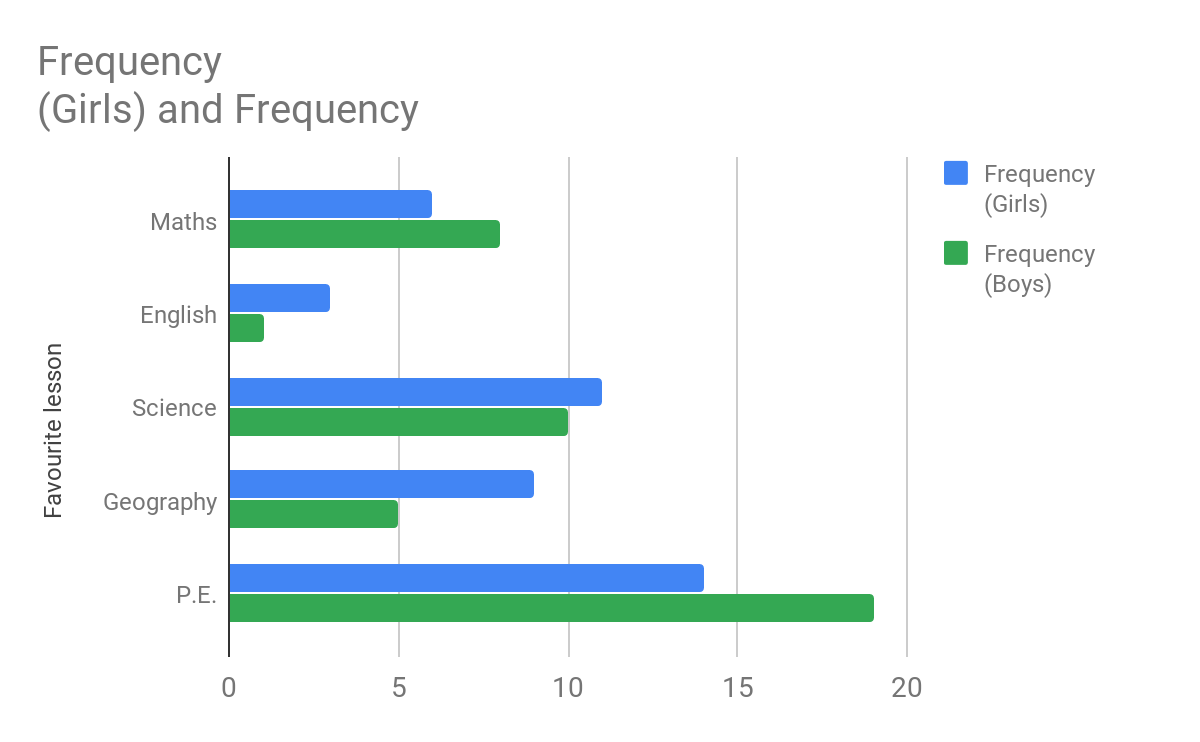 Frequency
(Girls) and Frequency
Frequency
(Girls)
Frequency
(Boys)
Favourite lesson
Maths
English
Science
Geography
P.E.
0 5 10 15 20